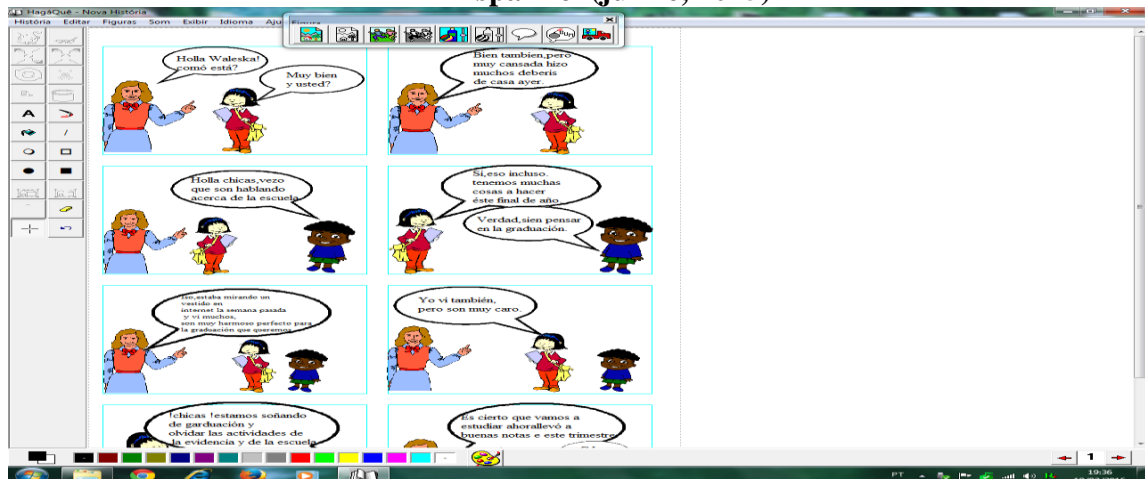 HagáQuê - Nova História
História Editar Figuras Som Exibir Idioma
Holla Waleska!
comó está?
Muy bien
y usted?
Bien tambien,pero
muy cansada hizo
muchos deberis
de casa ayer.
Holla chicas,vezo
que son hablando
acerca de la escuela
Si,eso incluso.
tenemos muchas
cosas a hacer
éste final de año
Verdad,sien pensar
en la graduación.
Iso,estaba mirando un
vestido en
internet la semana pasada
y vi muchos,
son muy hermoso perfecto para
la graduación que queremos
Yo vi también,
pero son muy caro.
!chicas !estamos soñando
de garduación y
olvidar las actividades de
la evidencia y de la escuela
Es cierto que vamos a
estudiar ahorallevó a
buenas notas e este trimestre
1
PT
19:36